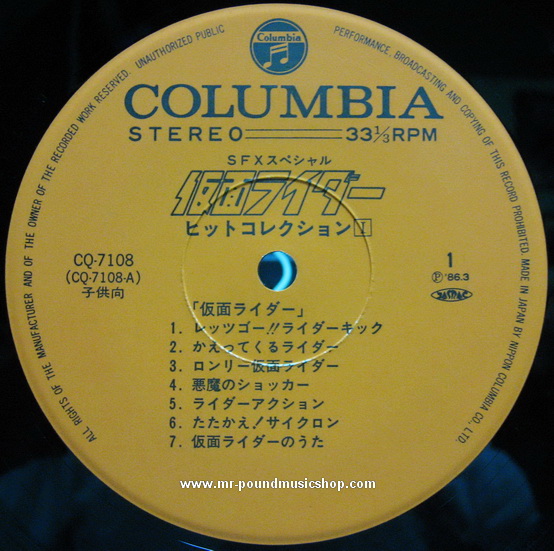 Columbia
COLUMBIA
STEREO 33 1/3 RPM
SFXスペシャル
仮面ライダー
ヒットコレクション I
CQ-7108
(CQ-7108-A)
子供向
1
Ⓟ '86.3
JASRAC
「仮面ライダー」
1. レッツゴー!!ライダーキック
2. かえってくるライダー
3. ロンリー仮面ライダー
4. 悪魔のショッカー
5. ライダーアクション
6. たたかえ!サイクロン
7. 仮面ライダーのうた
www.mr-poundmusicshop.com
ALL RIGHTS OF THE MANUFACTURER AND OF THE OWNER OF THE RECORDED WORK RESERVED. UNAUTHORIZED PUBLIC PERFORMANCE, BROADCASTING AND COPYING OF THIS RECORD PROHIBITED. MADE IN JAPAN BY NIPPON COLUMBIA CO., LTD.